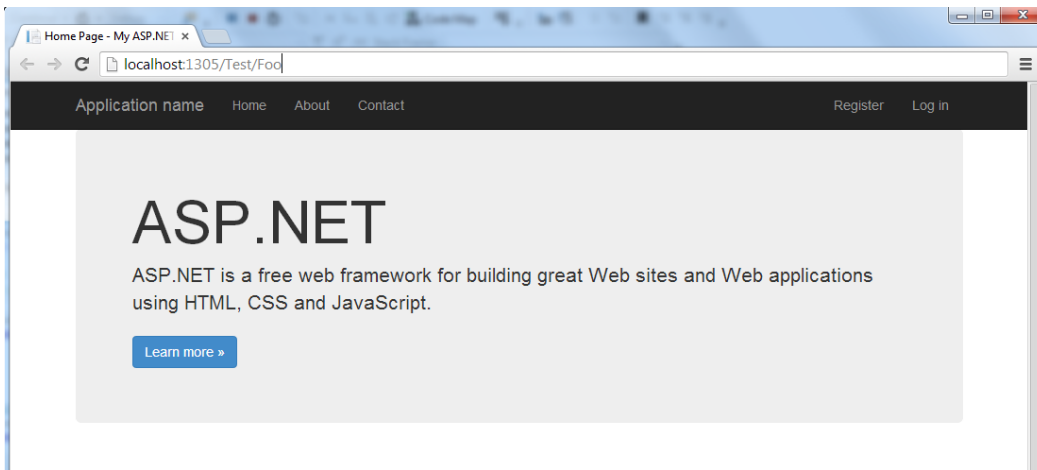 Home Page - My ASP.NET
localhost:1305/Test/Foo
Application name Home About Contact Register Log in
ASP.NET
ASP.NET is a free web framework for building great Web sites and Web applications
using HTML, CSS and JavaScript.
Learn more »